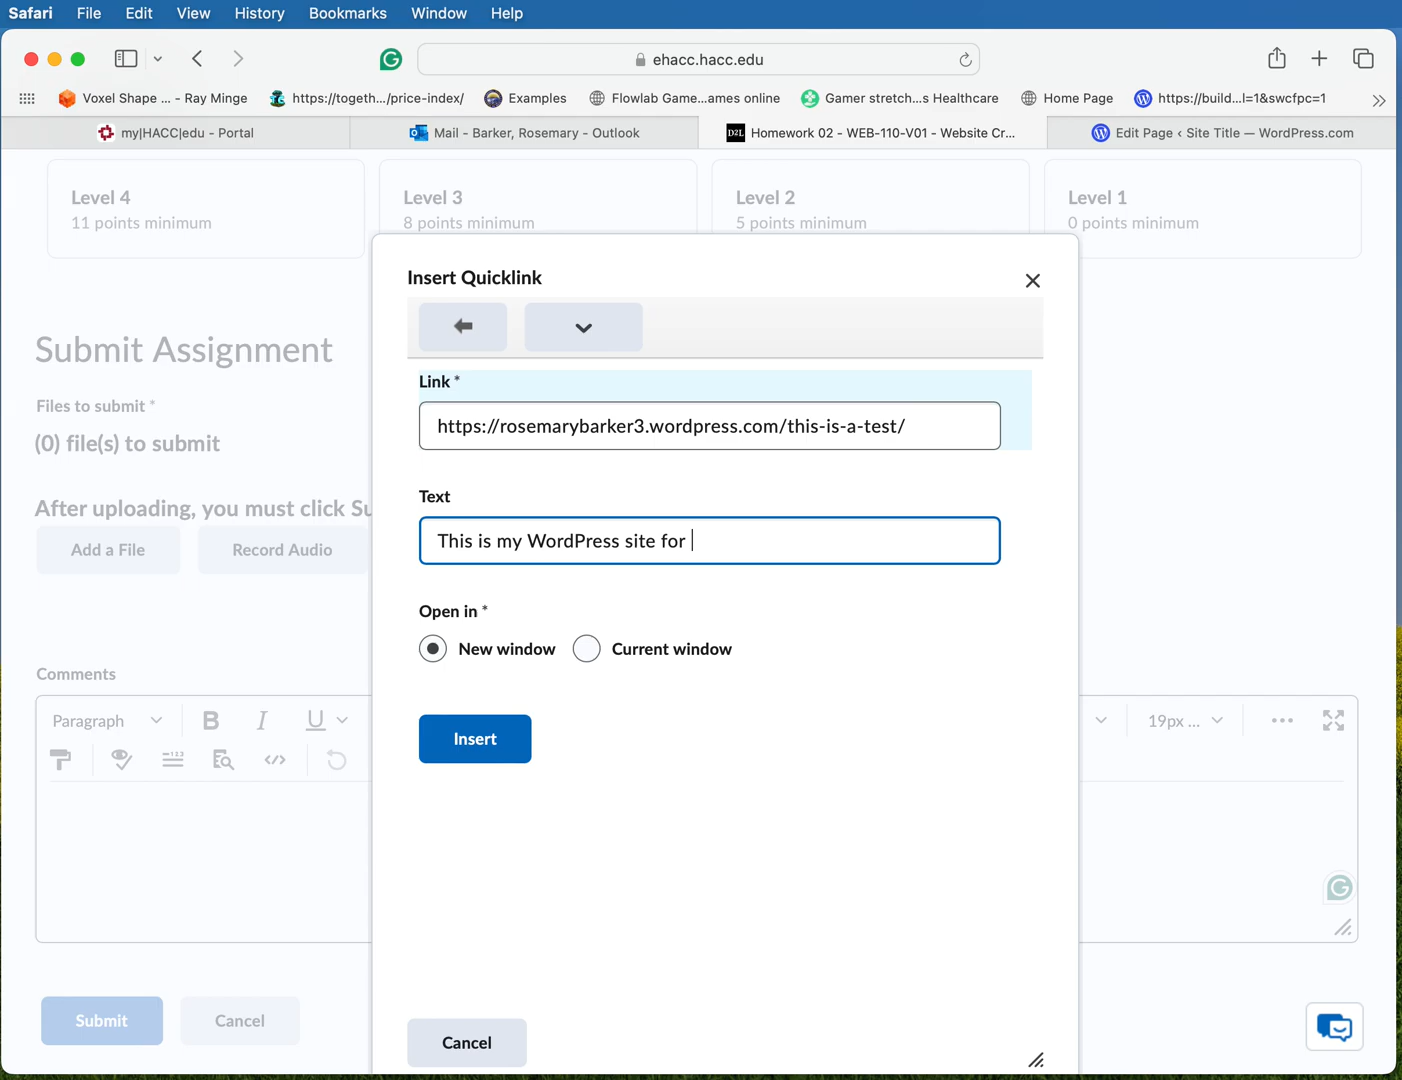 Safari File Edit View History Bookmarks Window Help
ehacc.hacc.edu
Voxel Shape ... - Ray Minge https://togeth.../price-index/ Examples Flowlab Game...ames online Gamer stretch...s Healthcare Home Page https://build...l=1&swcfpc=1
my|HACC|edu - Portal Mail - Barker, Rosemary - Outlook D2L Homework 02 - WEB-110-V01 - Website Cr... Edit Page ‹ Site Title — WordPress.com
Level 4 Level 3 Level 2 Level 1
11 points minimum 8 points minimum 5 points minimum 0 points minimum
Insert Quicklink
Link *
https://rosemarybarker3.wordpress.com/this-is-a-test/
Text
This is my WordPress site for
Open in *
New window Current window
Insert
Cancel
Submit Assignment
Files to submit *
(0) file(s) to submit
After uploading, you must click Su
Add a File Record Audio
Comments
Paragraph B I U 19px ...
Submit Cancel